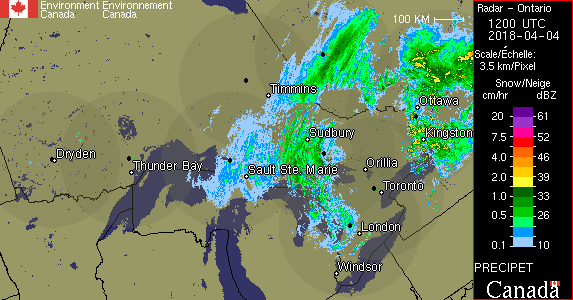 Environment Environnement
Canada Canada
100 KM
Timmins
Ottawa
Sudbury
Kingston
Dryden
Thunder Bay
Sault Ste. Marie
Orillia
Toronto
London
Windsor
Radar - Ontario
1200 UTC
2018-04-04
Scale/Échelle:
3.5 km/Pixel
Snow/Neige
cm/hr dBZ
20 61
7.5 52
4.0 46
2.0 39
1.0 33
0.5 26
0.1 10
PRECIPET
Canada